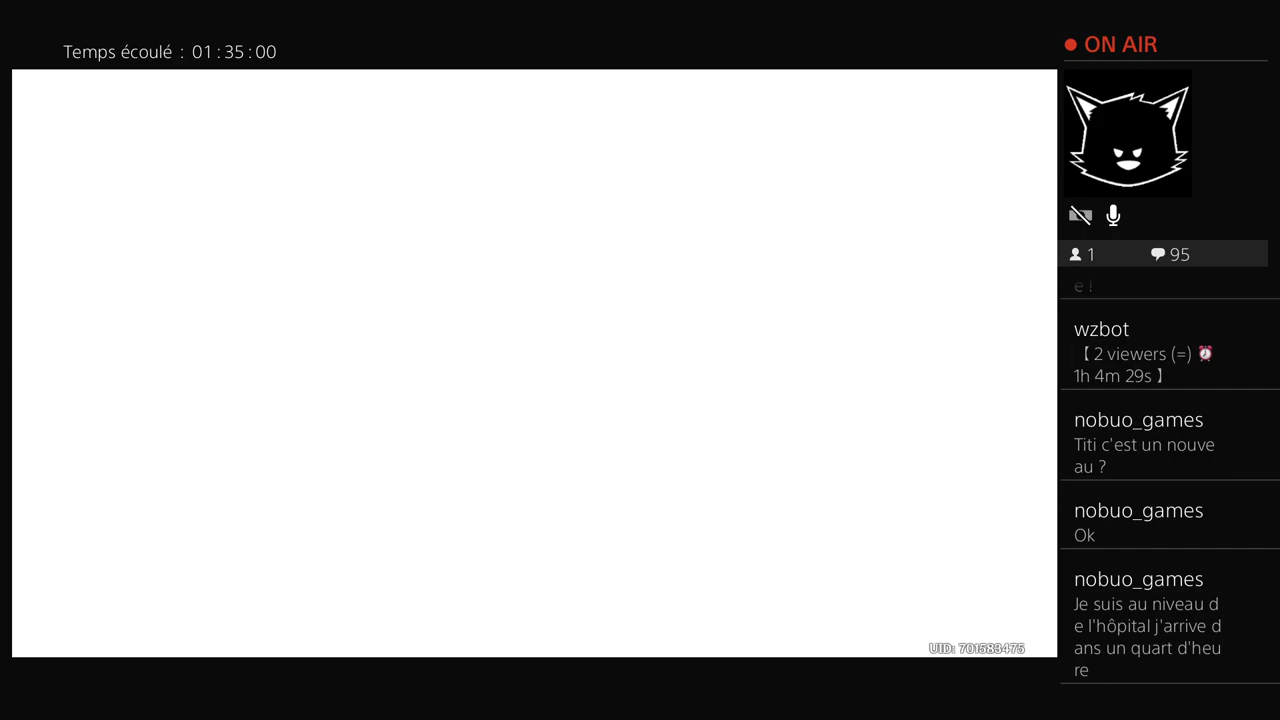 Temps écoulé : 01:35:00
ON AIR
1 95
e !
wzbot
【 2 viewers (=) ⏰
1h 4m 29s 】
nobuo_games
Titi c'est un nouve
au ?
nobuo_games
Ok
nobuo_games
Je suis au niveau d
e l'hôpital j'arrive d
ans un quart d'heu
re
UID: 701583475